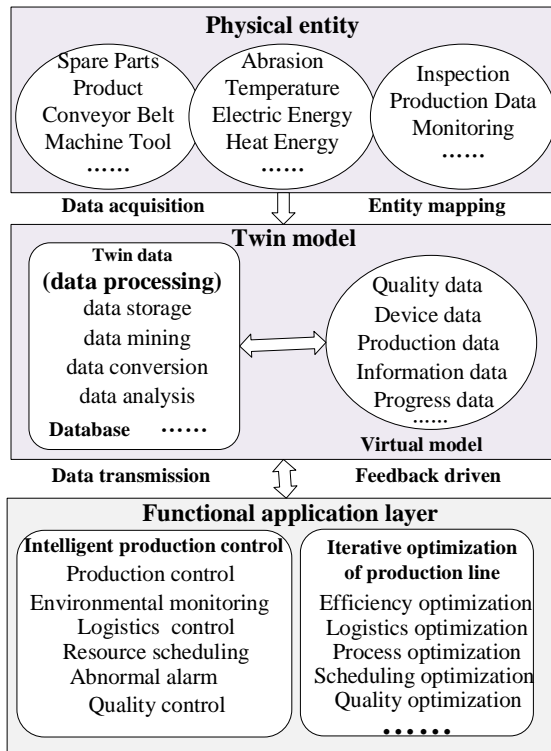 Physical entity
Spare Parts
Product
Conveyor Belt
Machine Tool
……
Abrasion
Temperature
Electric Energy
Heat Energy
……
Inspection
Production Data
Monitoring
……
Data acquisition
Entity mapping
Twin model
Twin data
(data processing)
data storage
data mining
data conversion
data analysis
Database ……
Quality data
Device data
Production data
Information data
Progress data
……
Virtual model
Data transmission
Feedback driven
Functional application layer
Intelligent production control
Production control
Environmental monitoring
Logistics control
Resource scheduling
Abnormal alarm
Quality control
Iterative optimization
of production line
Efficiency optimization
Logistics optimization
Process optimization
Scheduling optimization
Quality optimization
……